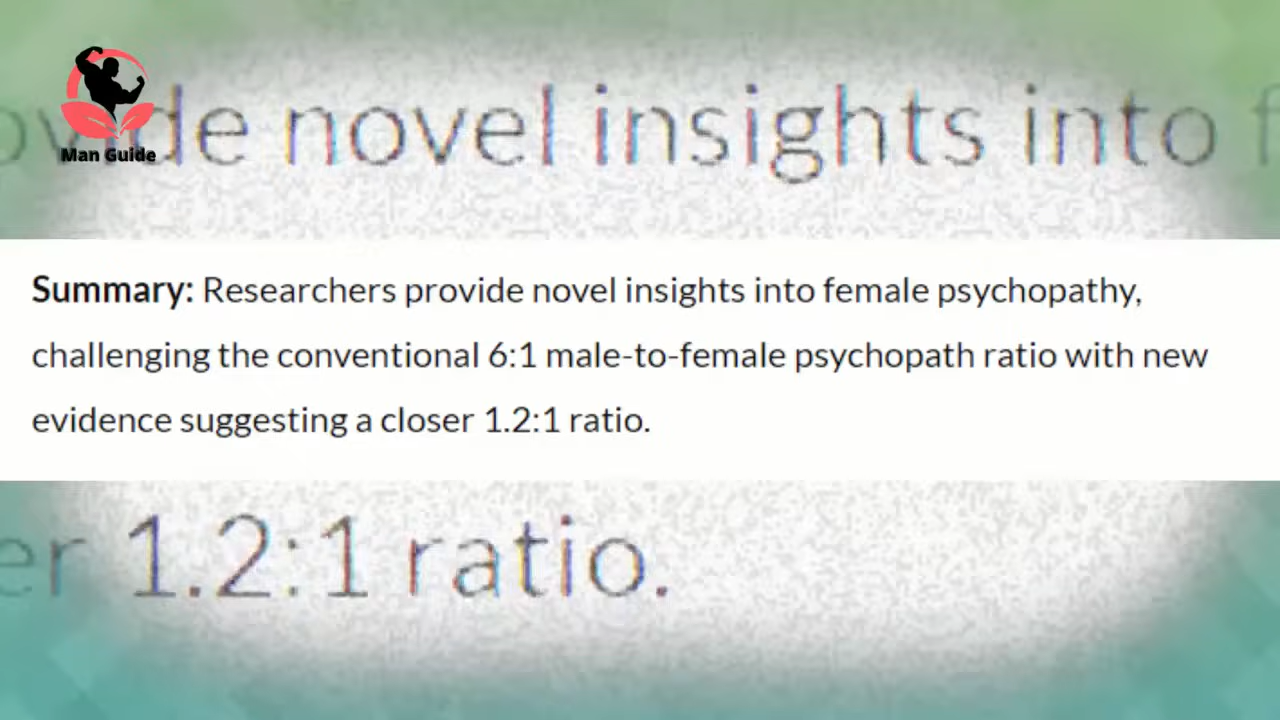 ovide novel insights into f
Man Guide
Summary: Researchers provide novel insights into female psychopathy,
challenging the conventional 6:1 male-to-female psychopath ratio with new
evidence suggesting a closer 1.2:1 ratio.
er 1.2:1 ratio.